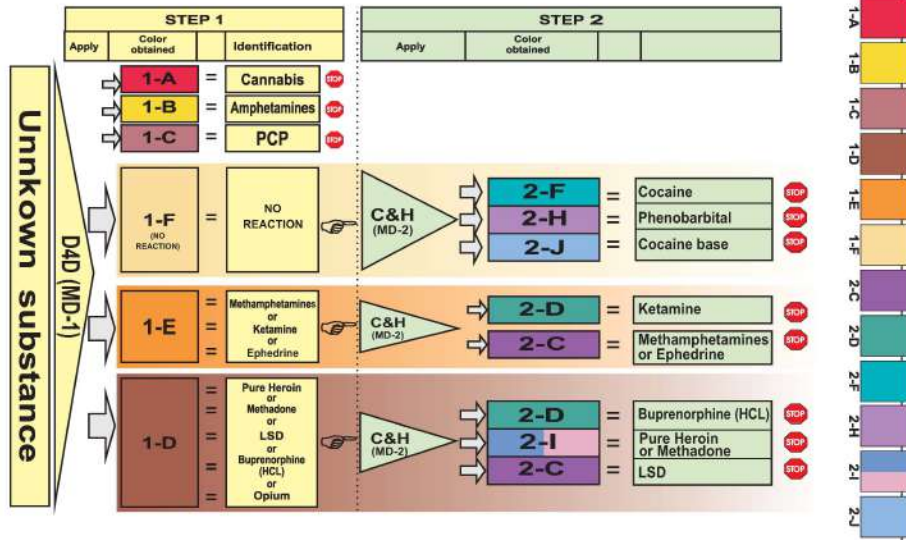 STEP 1
STEP 2
Apply
Color
obtained
Identification
Apply
Color
obtained
Unnkown substance
D4D (MD-1)
1-A = Cannabis STOP
1-B = Amphetamines STOP
1-C = PCP STOP
1-F
(NO
REACTION)
=
NO
REACTION
C&H
(MD-2)
2-F = Cocaine STOP
2-H = Phenobarbital STOP
2-J = Cocaine base STOP
1-E
=
=
=
Methamphetamines
or
Ketamine
or
Ephedrine
C&H
(MD-2)
2-D = Ketamine STOP
2-C = Methamphetamines
or Ephedrine STOP
1-D
=
=
=
=
=
Pure Heroin
or
Methadone
or
LSD
or
Buprenorphine
(HCL)
or
Opium
C&H
(MD-2)
2-D = Buprenorphine (HCL) STOP
2-I = Pure Heroin
or Methadone STOP
2-C = LSD STOP
1-A
1-B
1-C
1-D
1-E
1-F
2-C
2-D
2-F
2-H
2-I
2-J